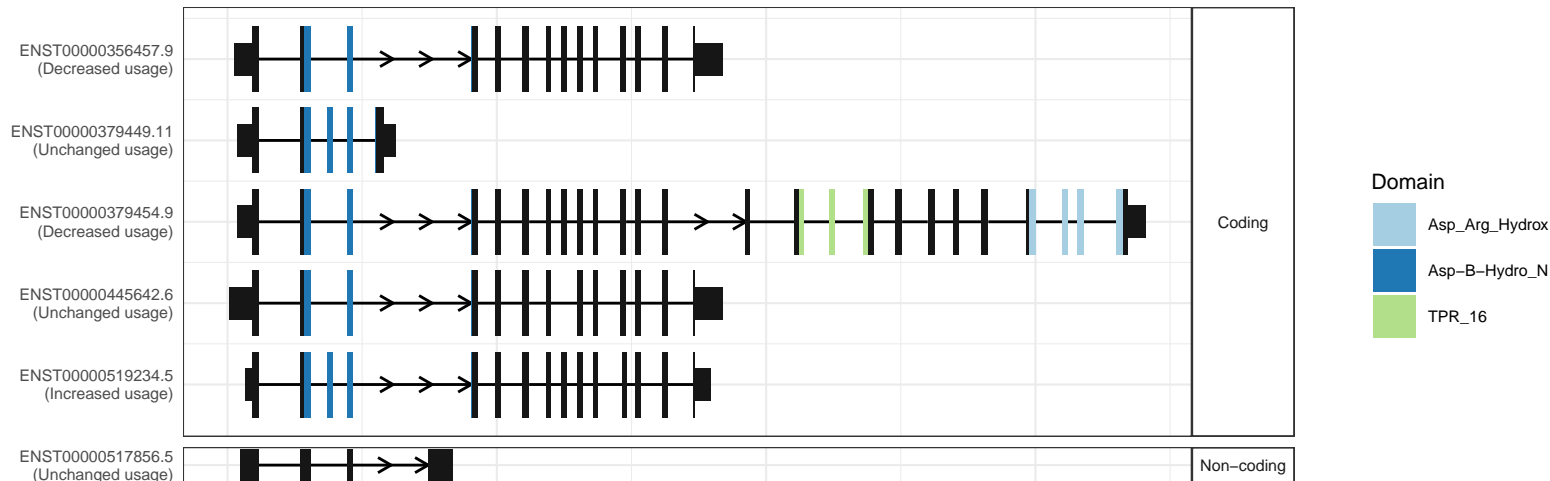 ENST00000356457.9
(Decreased usage)
ENST00000379449.11
(Unchanged usage)
ENST00000379454.9
(Decreased usage)
ENST00000445642.6
(Unchanged usage)
ENST00000519234.5
(Increased usage)
ENST00000517856.5
(Unchanged usage)
Coding
Non−coding
Domain
Asp_Arg_Hydrox
Asp−B−Hydro_N
TPR_16